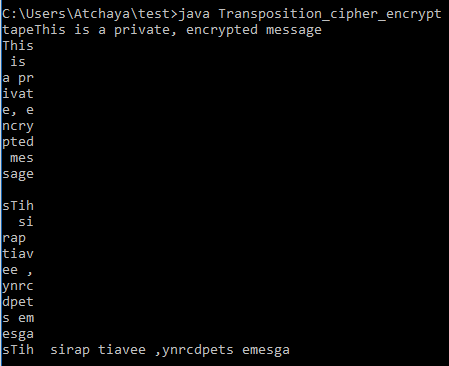 C:\Users\Atchaya\test>java Transposition_cipher_encrypt
tapeThis is a private, encrypted message
This
 is 
a pr
ivat
e, e
ncry
pted
 mes
sage

sTih
  si
rap 
tiav
ee ,
ynrc
dpet
s em
esga
sTih  sirap tiavee ,ynrcdpets emesga